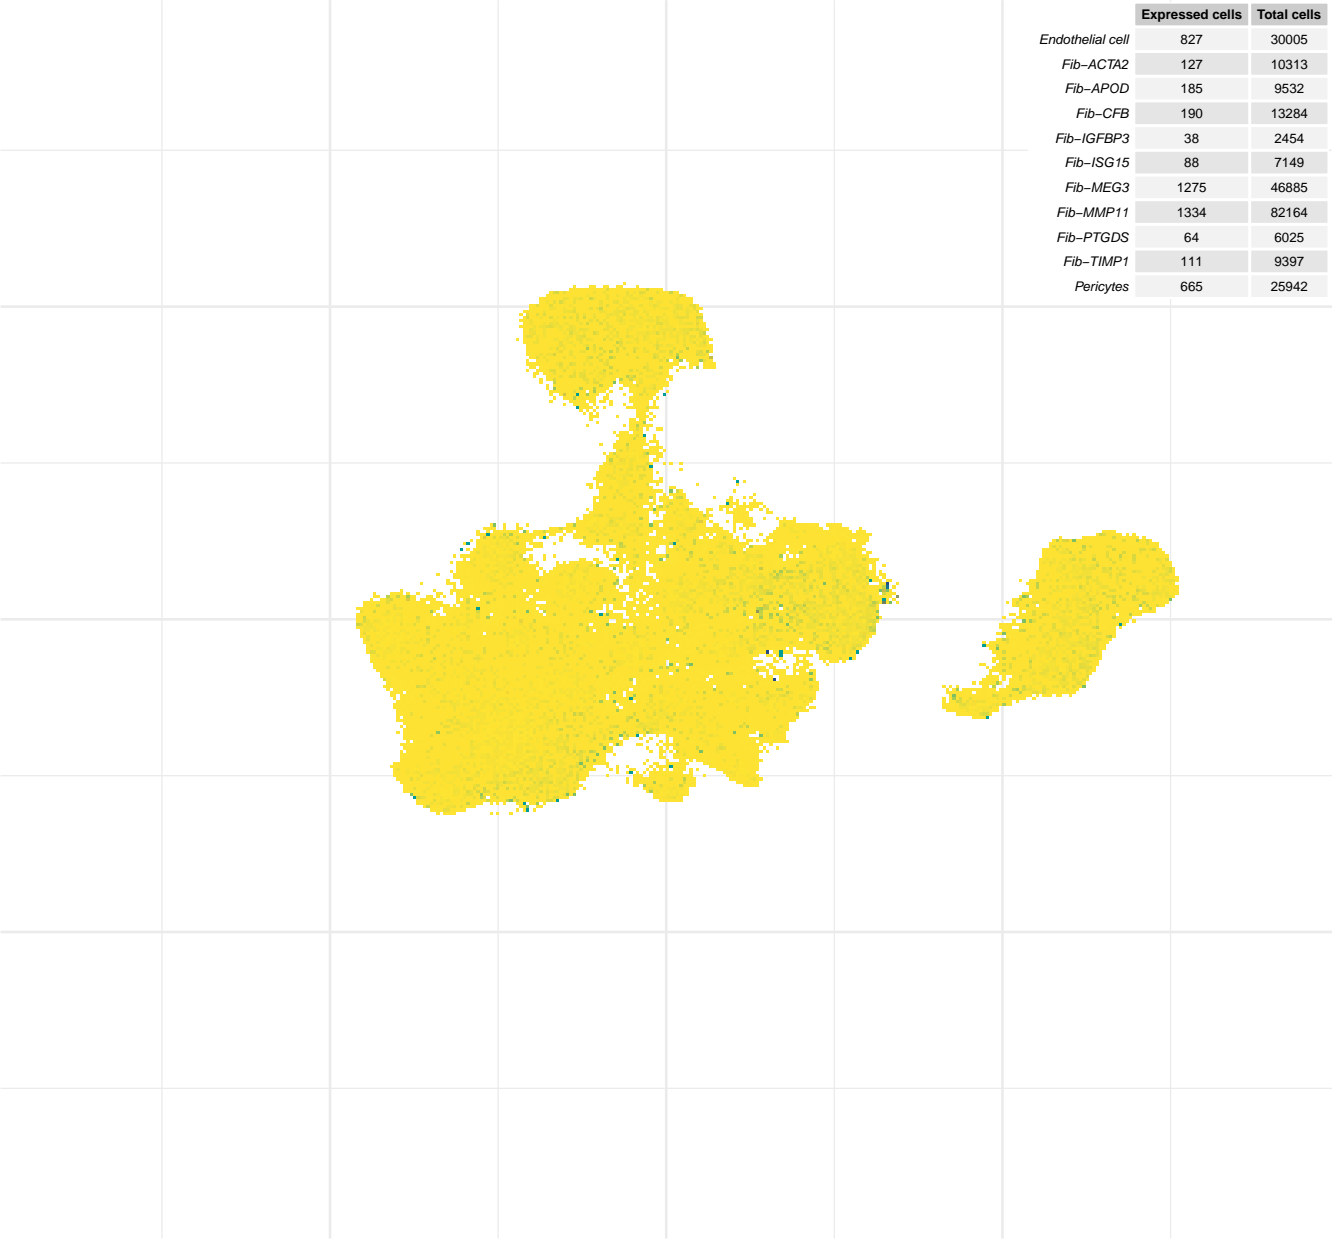 Expressed cells Total cells
Endothelial cell 827 30005
Fib−ACTA2 127 10313
Fib−APOD 185 9532
Fib−CFB 190 13284
Fib−IGFBP3 38 2454
Fib−ISG15 88 7149
Fib−MEG3 1275 46885
Fib−MMP11 1334 82164
Fib−PTGDS 64 6025
Fib−TIMP1 111 9397
Pericytes 665 25942